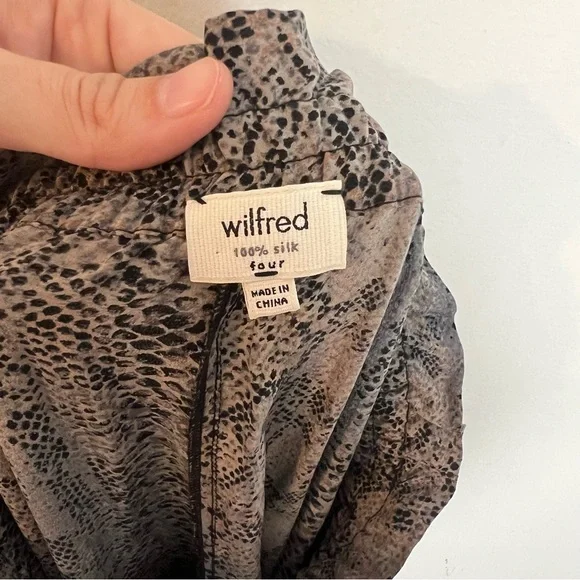 wilfred
100% silk
four
MADE IN
CHINA